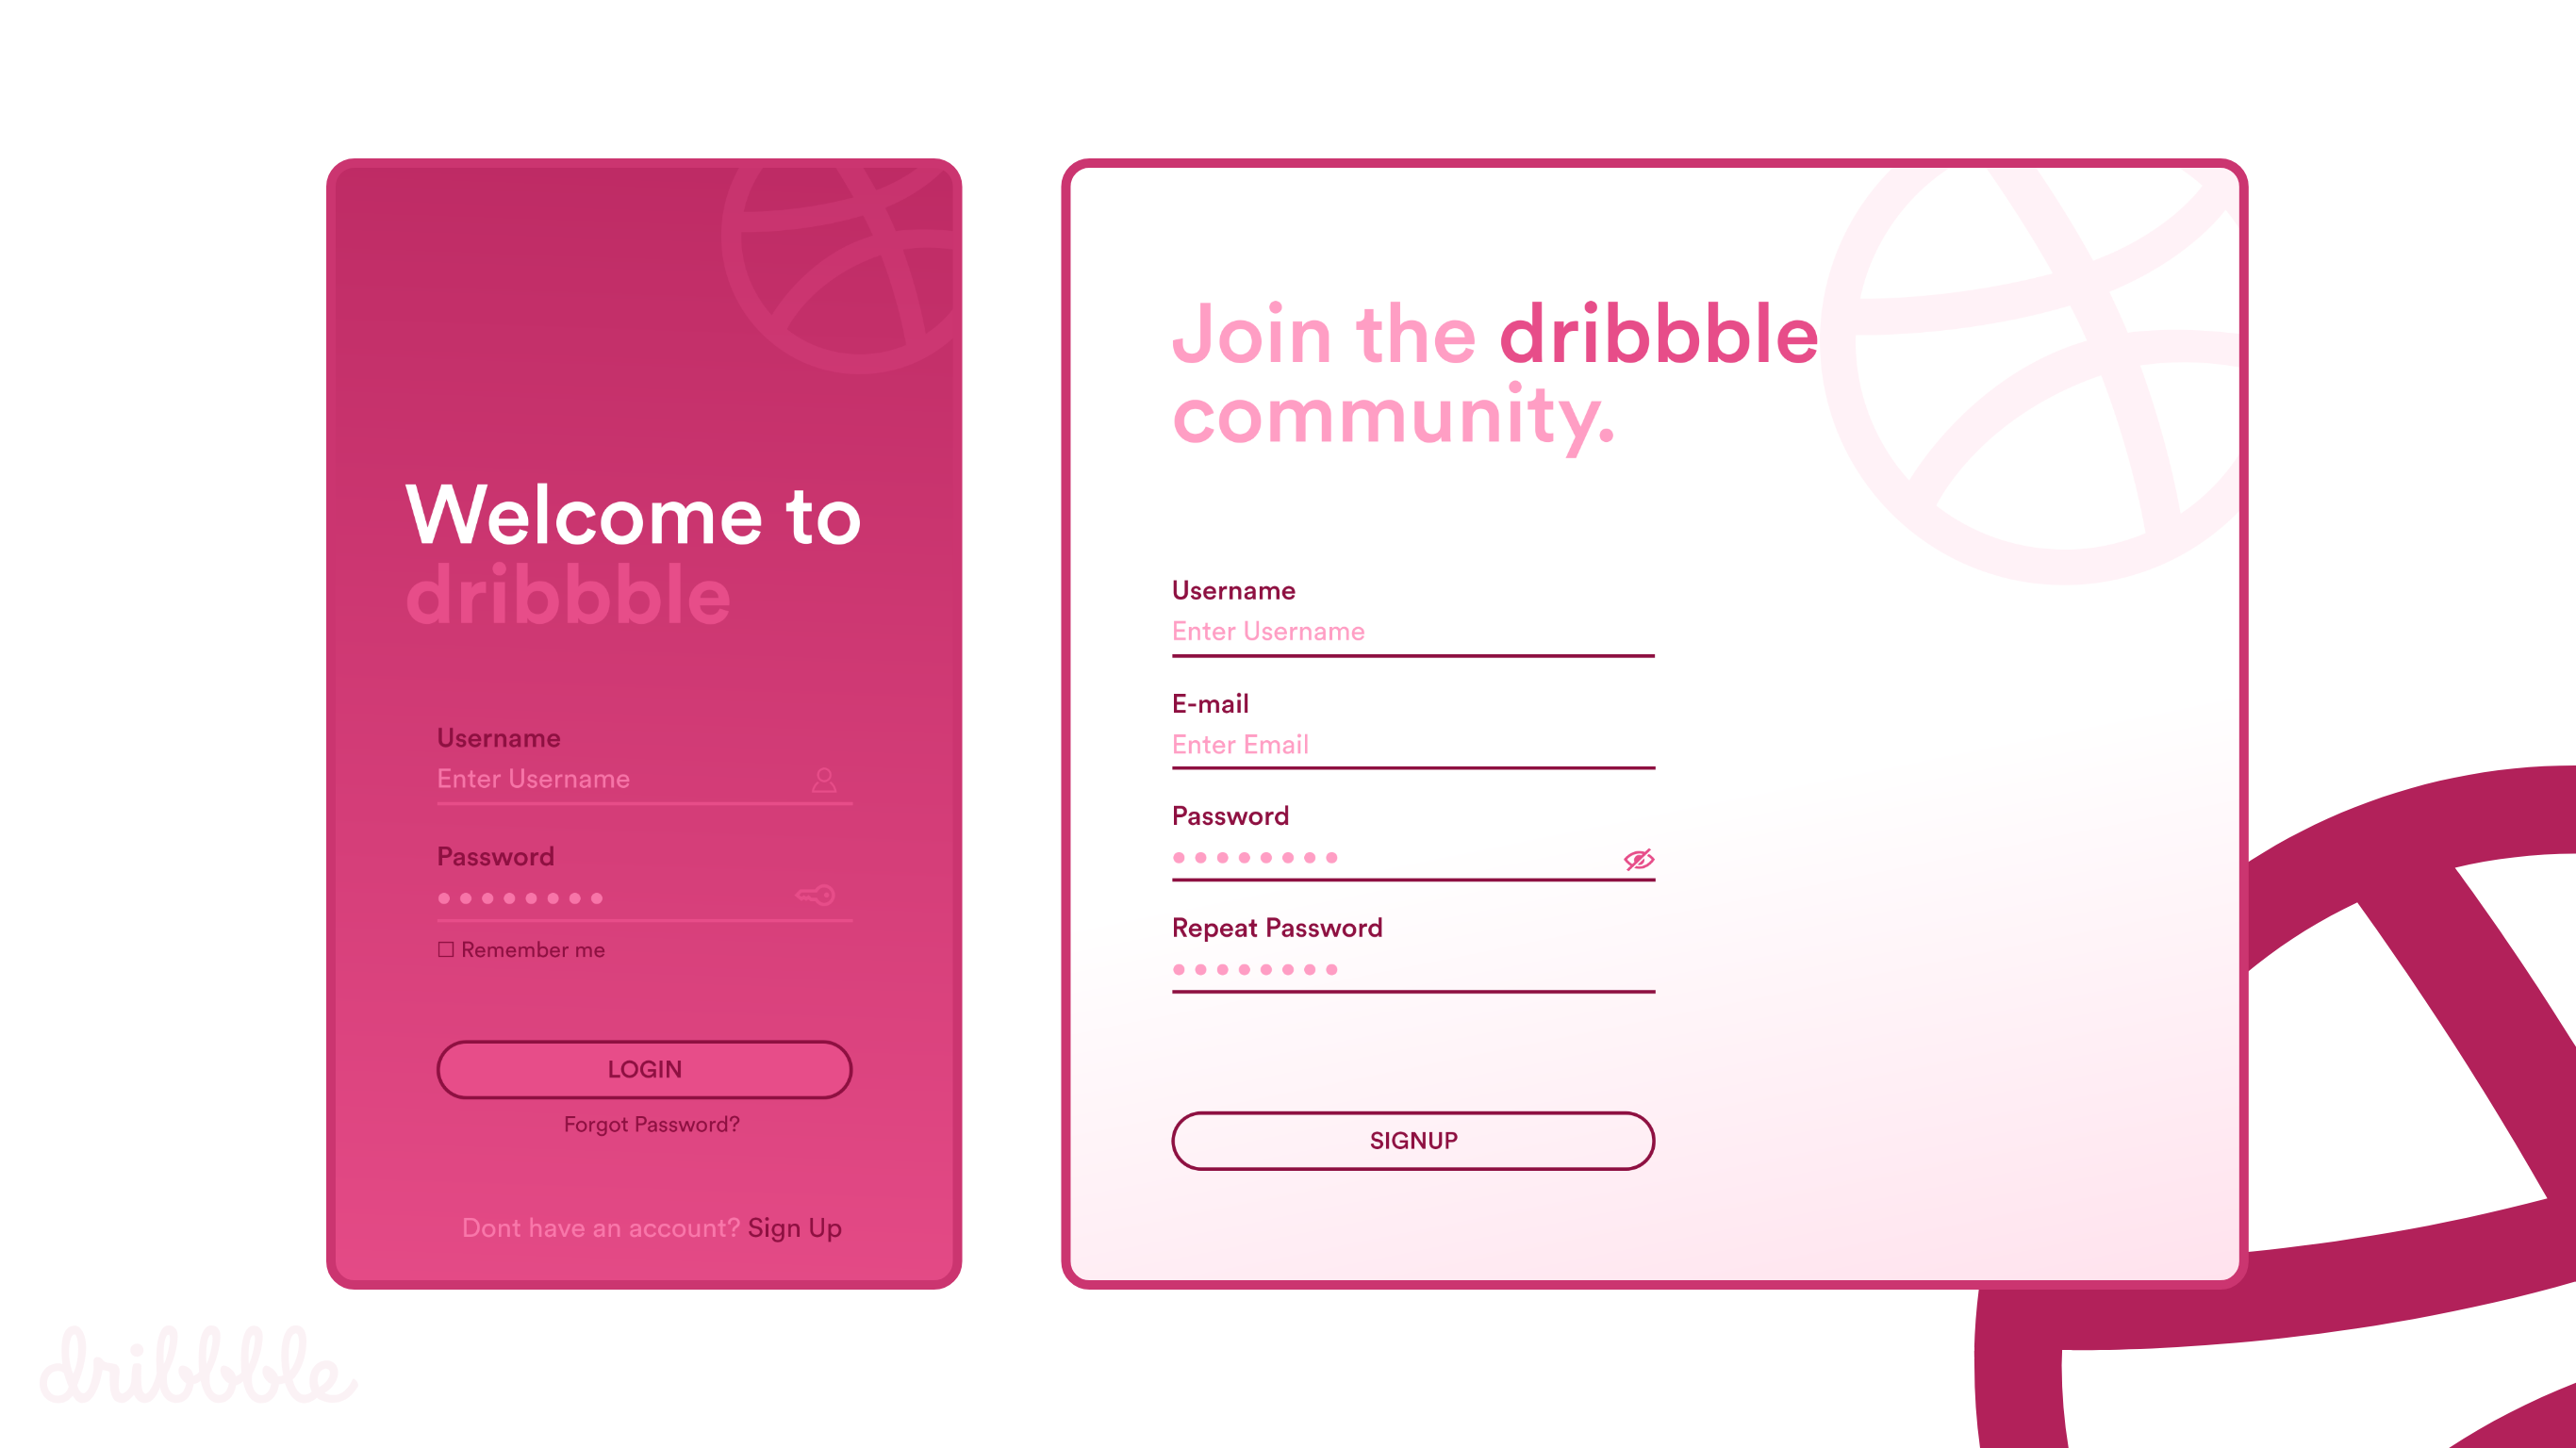 Welcome to
dribbble
Username
Enter Username
Password
☐ Remember me
LOGIN
Forgot Password?
Dont have an account? Sign Up
Join the dribbble
community.
Username
Enter Username
E-mail
Enter Email
Password
Repeat Password
SIGNUP
dribbble